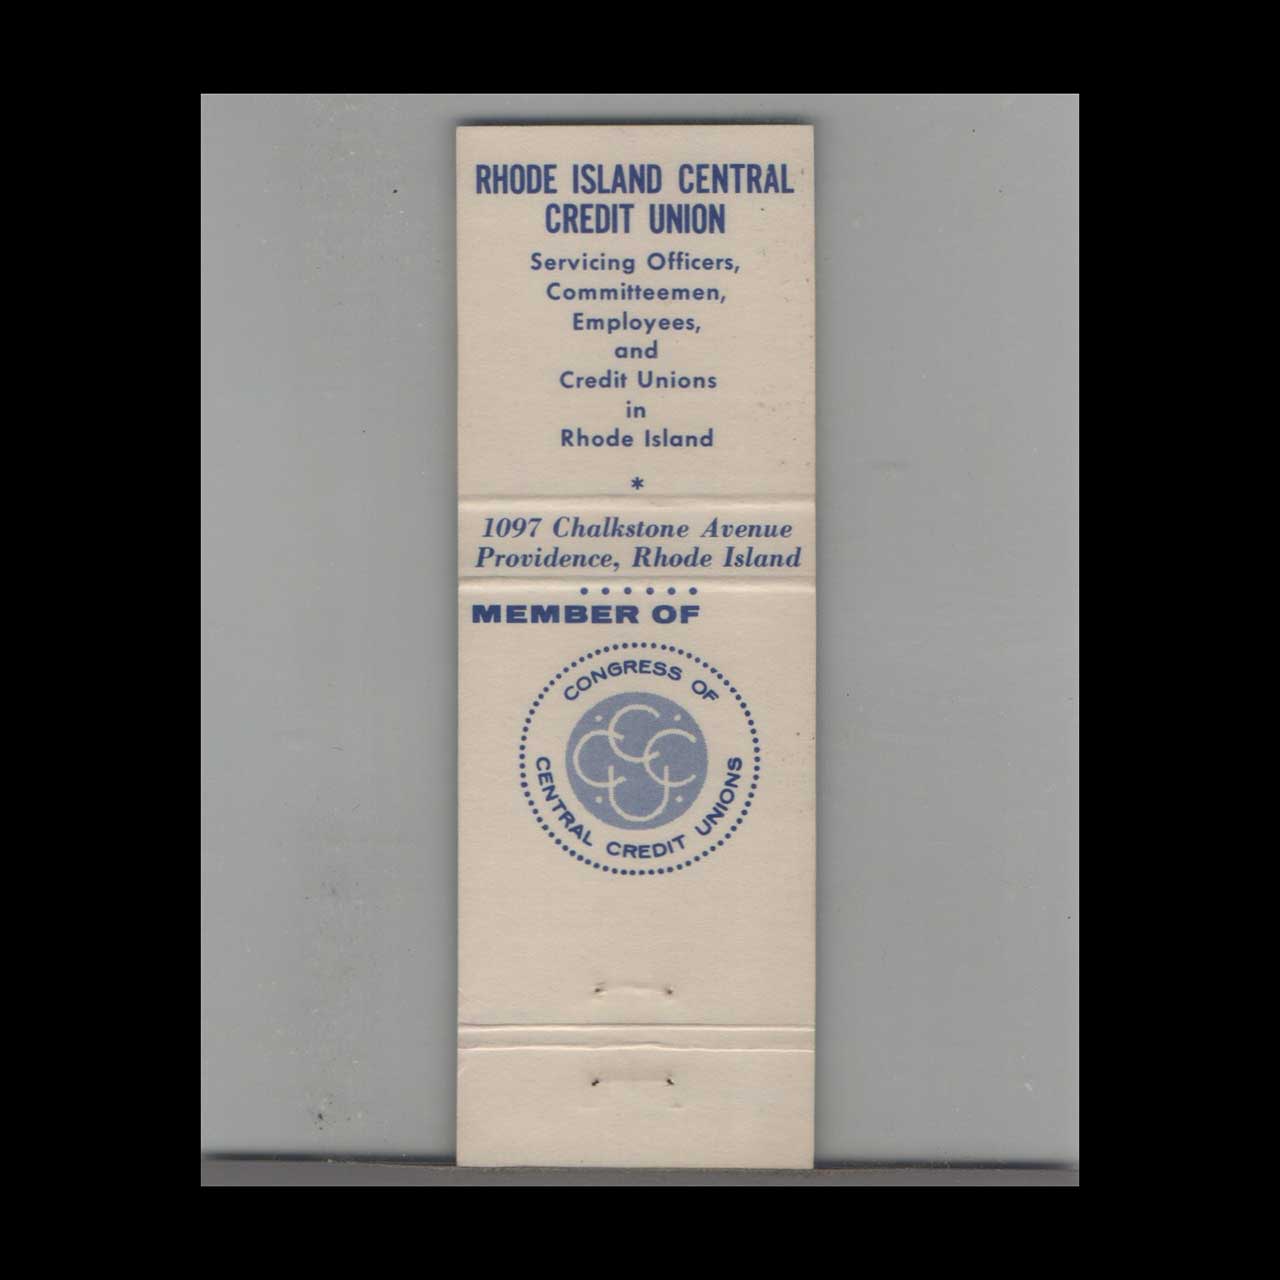 RHODE ISLAND CENTRAL
CREDIT UNION
Servicing Officers,
Committeemen,
Employees,
and
Credit Unions
in
Rhode Island
*
1097 Chalkstone Avenue
Providence, Rhode Island
MEMBER OF
CONGRESS OF
CENTRAL CREDIT UNIONS
CCCU